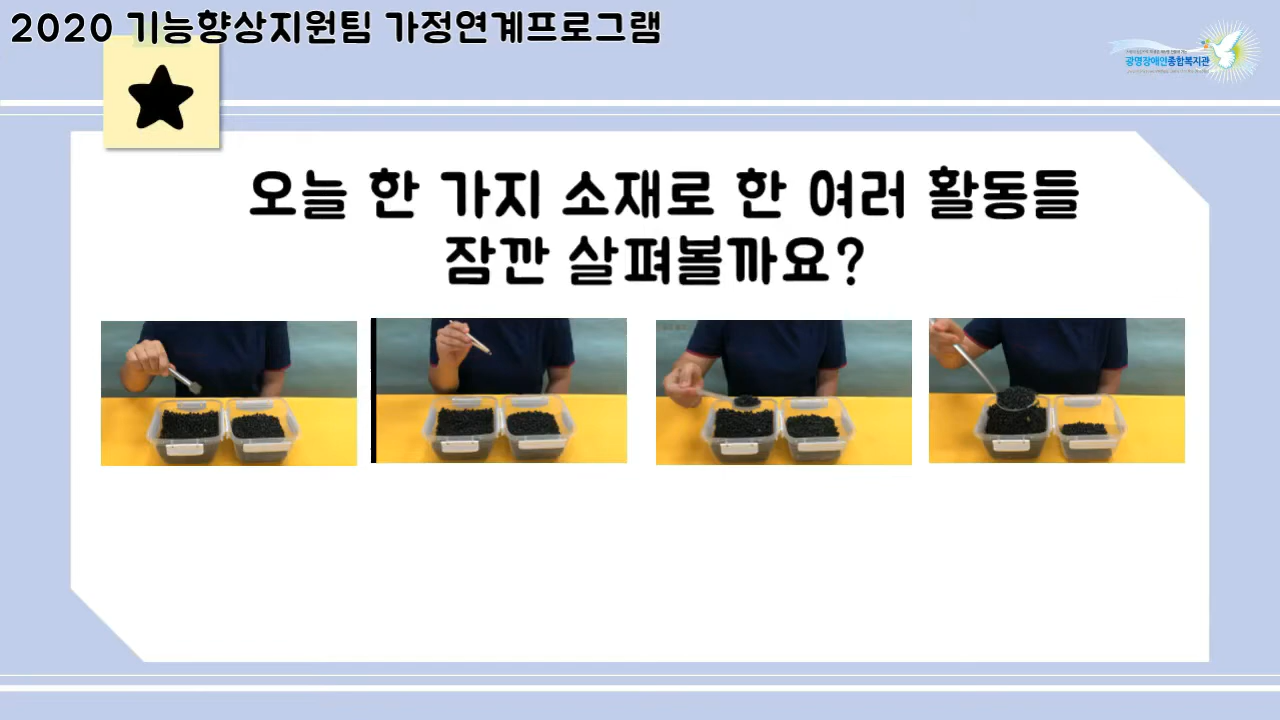 2020 기능향상지원팀 가정연계프로그램
광명장애인종합복지관
오늘 한 가지 소재로 한 여러 활동들
잠깐 살펴볼까요?